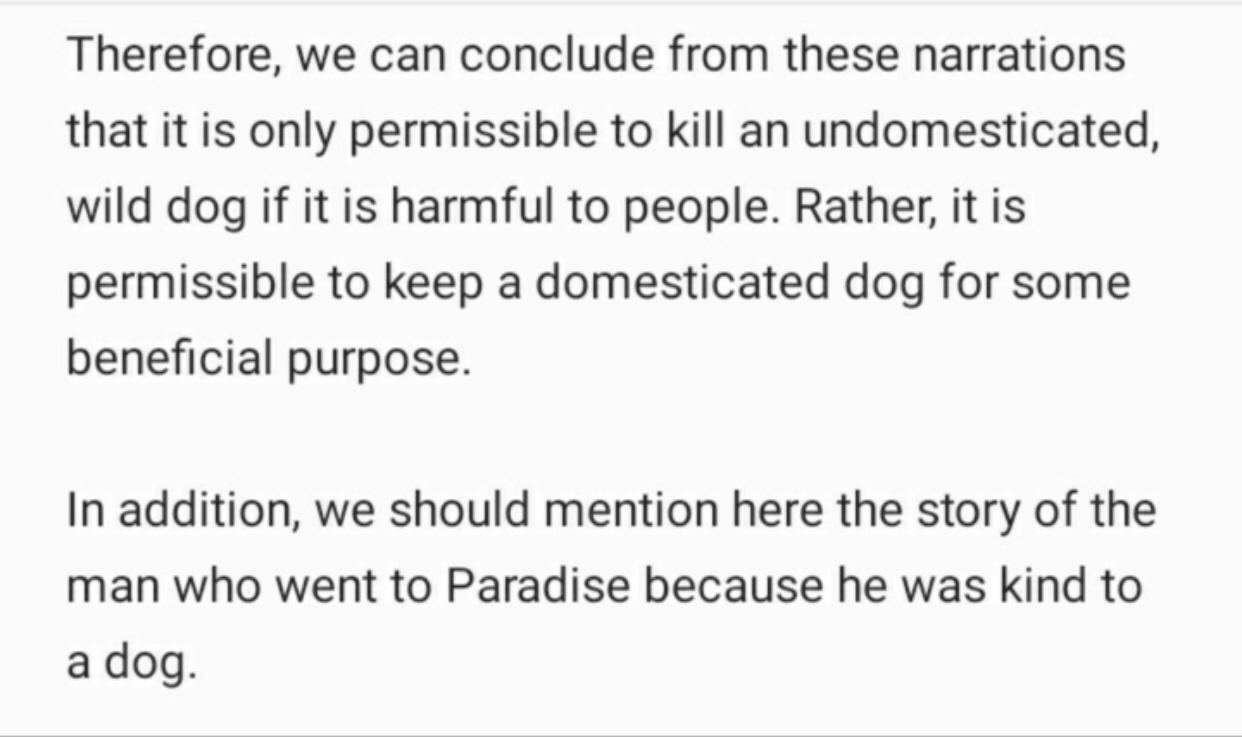 Therefore, we can conclude from these narrations
that it is only permissible to kill an undomesticated,
wild dog if it is harmful to people. Rather, it is
permissible to keep a domesticated dog for some
beneficial purpose.
In addition, we should mention here the story of the
man who went to Paradise because he was kind to
a dog.